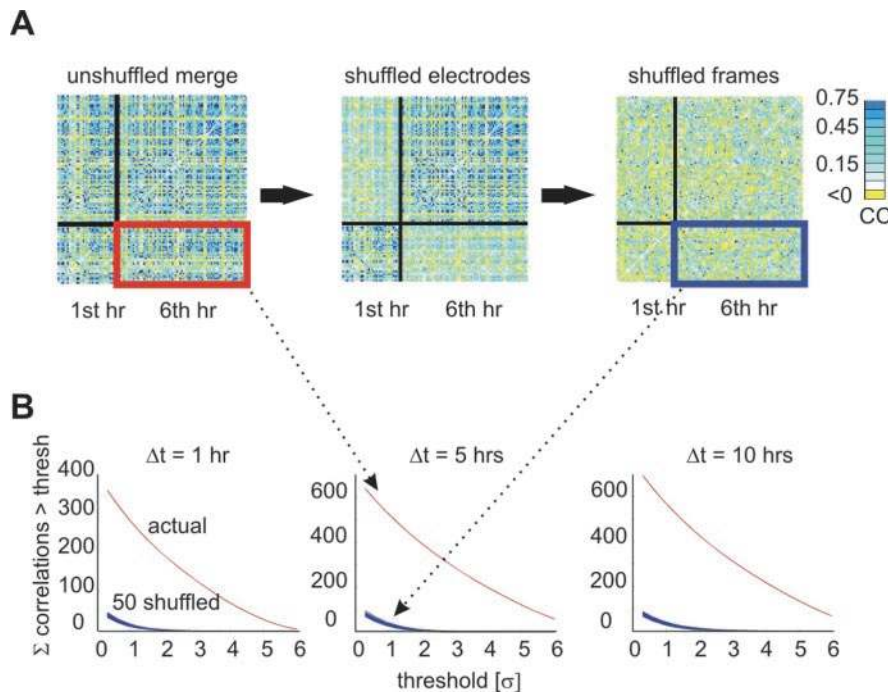 A
unshuffled merge
shuffled electrodes
shuffled frames
0.75
0.45
0.15
<0
CC
1st hr 6th hr
1st hr 6th hr
1st hr 6th hr
B
Σ correlations > thresh
Δt = 1 hr
400
300
200
100
0
actual
50 shuffled
0 1 2 3 4 5 6
Δt = 5 hrs
600
400
200
0
0 1 2 3 4 5 6
threshold [σ]
Δt = 10 hrs
600
400
200
0
0 1 2 3 4 5 6